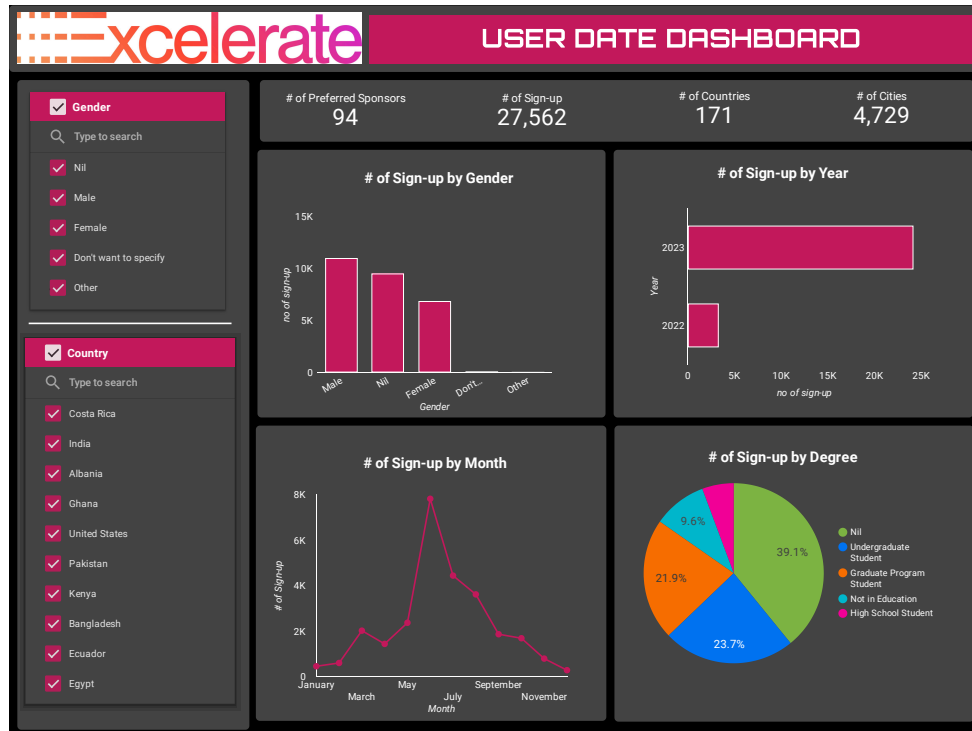 Excelerate
USER DATE DASHBOARD
Gender
Type to search
Nil
Male
Female
Don't want to specify
Other
Country
Type to search
Costa Rica
India
Albania
Ghana
United States
Pakistan
Kenya
Bangladesh
Ecuador
Egypt
# of Preferred Sponsors
94
# of Sign-up
27,562
# of Countries
171
# of Cities
4,729
# of Sign-up by Gender
15K
10K
5K
0
no of sign-up
Male
Nil
Female
Don't...
Other
Gender
# of Sign-up by Year
2023
2022
Year
0 5K 10K 15K 20K 25K
no of sign-up
# of Sign-up by Month
8K
6K
4K
2K
0
# of Sign-up
January May September
March July November
Month
# of Sign-up by Degree
39.1%
23.7%
21.9%
9.6%
Nil
Undergraduate
Student
Graduate Program
Student
Not in Education
High School Student